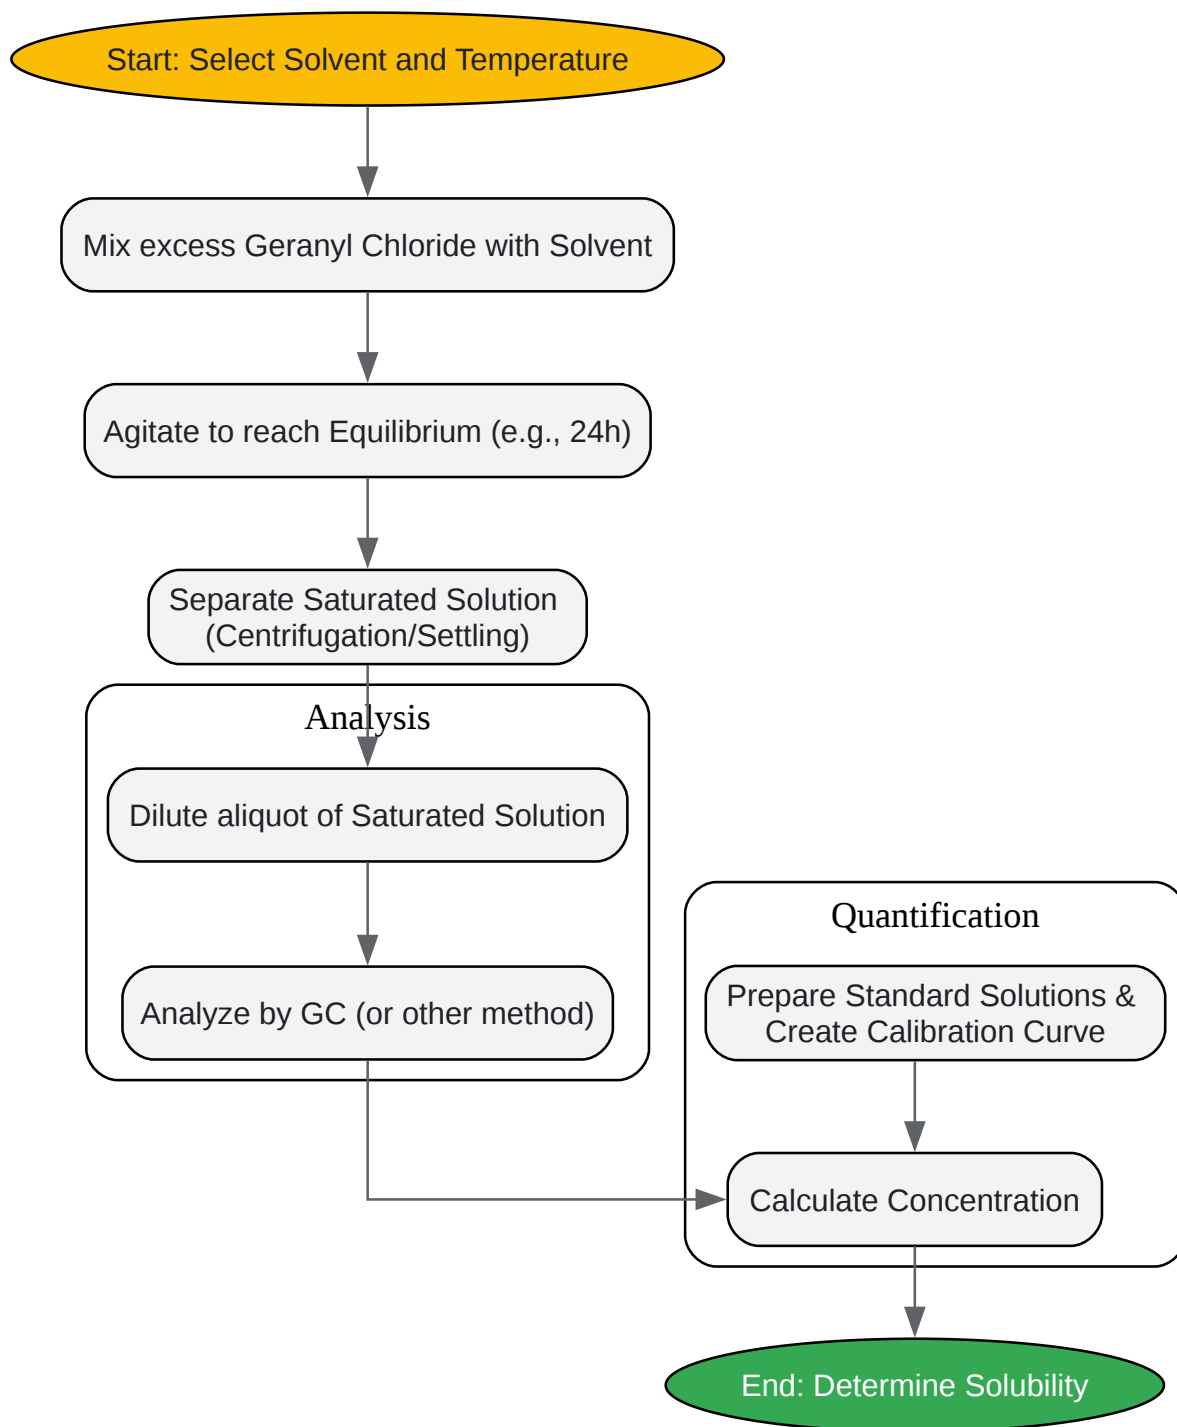 Start: Select Solvent and Temperature
Mix excess Geranyl Chloride with Solvent
Agitate to reach Equilibrium (e.g., 24h)
Separate Saturated Solution
(Centrifugation/Settling)
Analysis
Dilute aliquot of Saturated Solution
Analyze by GC (or other method)
Quantification
Prepare Standard Solutions &
Create Calibration Curve
Calculate Concentration
End: Determine Solubility